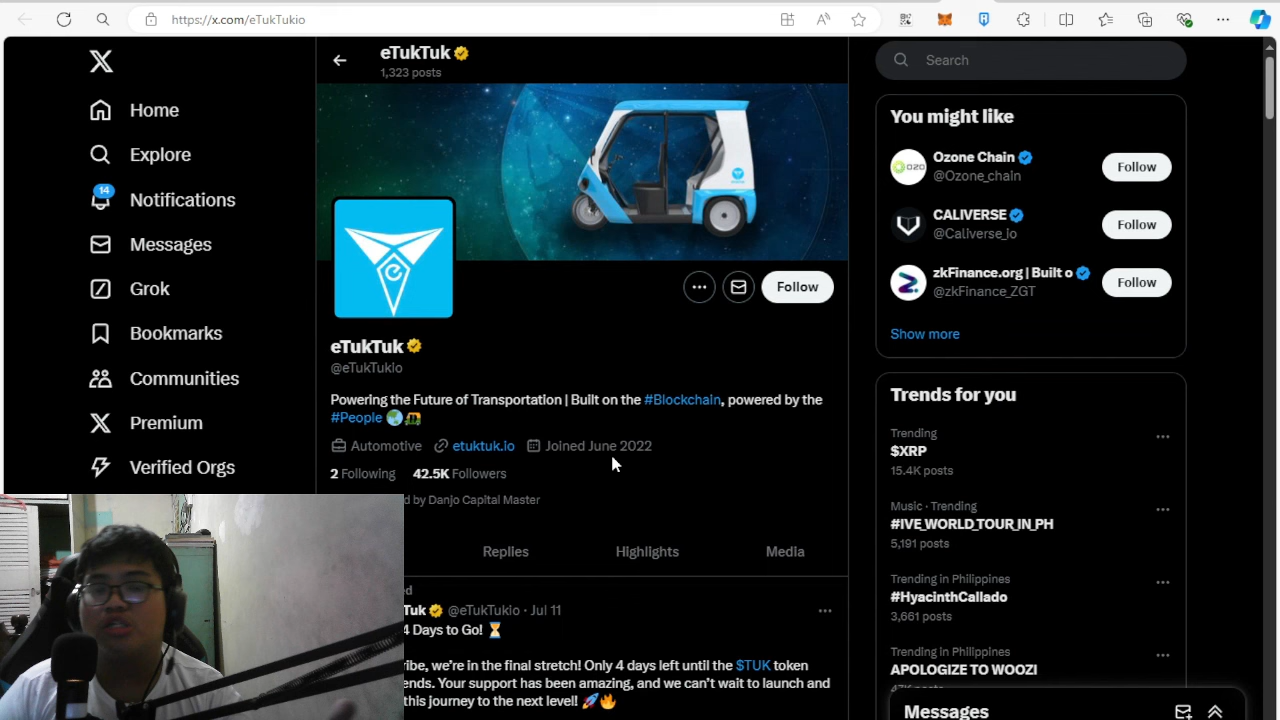 https://x.com/eTukTukio
X
Home
Explore
14
Notifications
Messages
Grok
Bookmarks
Communities
Premium
Verified Orgs
eTukTuk
1,323 posts
Follow
eTukTuk
@eTukTukio
Powering the Future of Transportation | Built on the #Blockchain, powered by the
#People
Automotive etuktuk.io Joined June 2022
2 Following 42.5K Followers
d by Danjo Capital Master
Replies Highlights Media
Tuk @eTukTukio · Jul 11
4 Days to Go!
we're in the final stretch! Only 4 days left until the $TUK token
ends. Your support has been amazing, and we can't wait to launch and
this journey to the next level!
Search
You might like
Ozone Chain
@Ozone_chain
Follow
CALIVERSE
@Caliverse_io
Follow
zkFinance.org | Built o
@zkFinance_ZGT
Follow
Show more
Trends for you
Trending
$XRP
15.4K posts
Music · Trending
#IVE_WORLD_TOUR_IN_PH
5,191 posts
Trending in Philippines
#HyacinthCallado
3,661 posts
Trending in Philippines
APOLOGIZE TO WOOZI
Messages